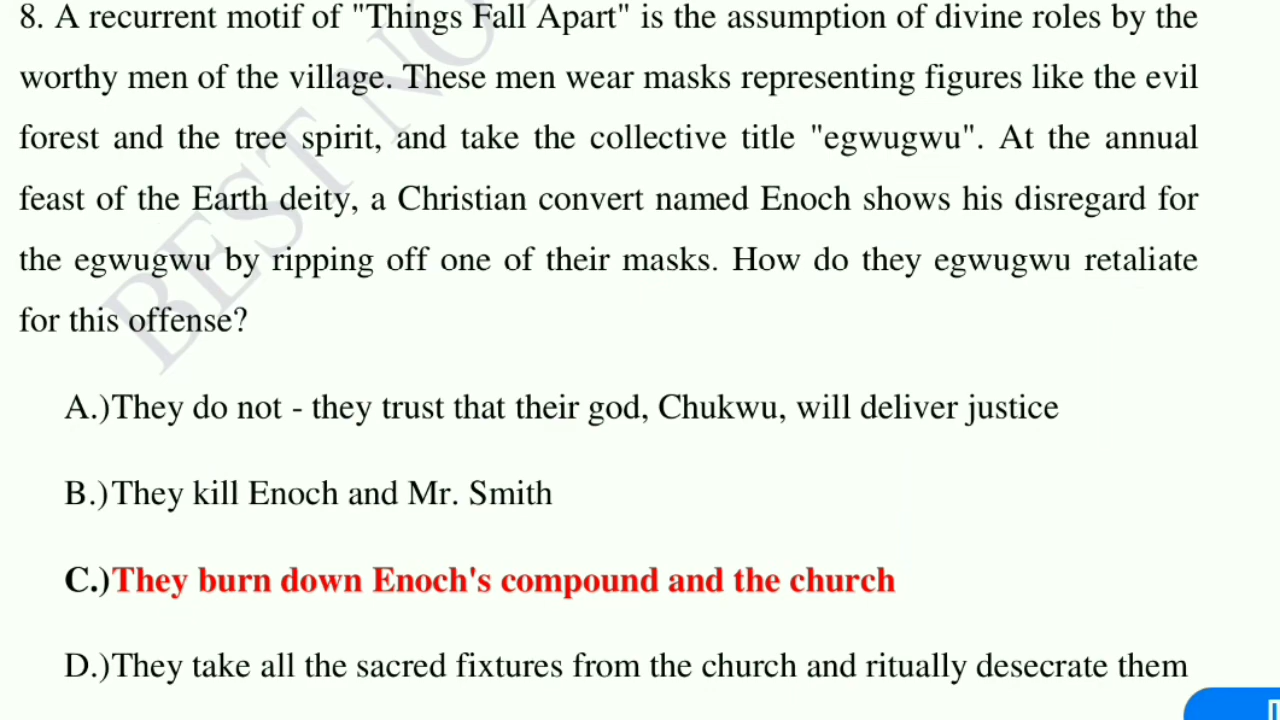 8. A recurrent motif of "Things Fall Apart" is the assumption of divine roles by the
worthy men of the village. These men wear masks representing figures like the evil
forest and the tree spirit, and take the collective title "egwugwu". At the annual
feast of the Earth deity, a Christian convert named Enoch shows his disregard for
the egwugwu by ripping off one of their masks. How do they egwugwu retaliate
for this offense?
A.)They do not - they trust that their god, Chukwu, will deliver justice
B.)They kill Enoch and Mr. Smith
C.)They burn down Enoch's compound and the church
D.)They take all the sacred fixtures from the church and ritually desecrate them
BEST NO